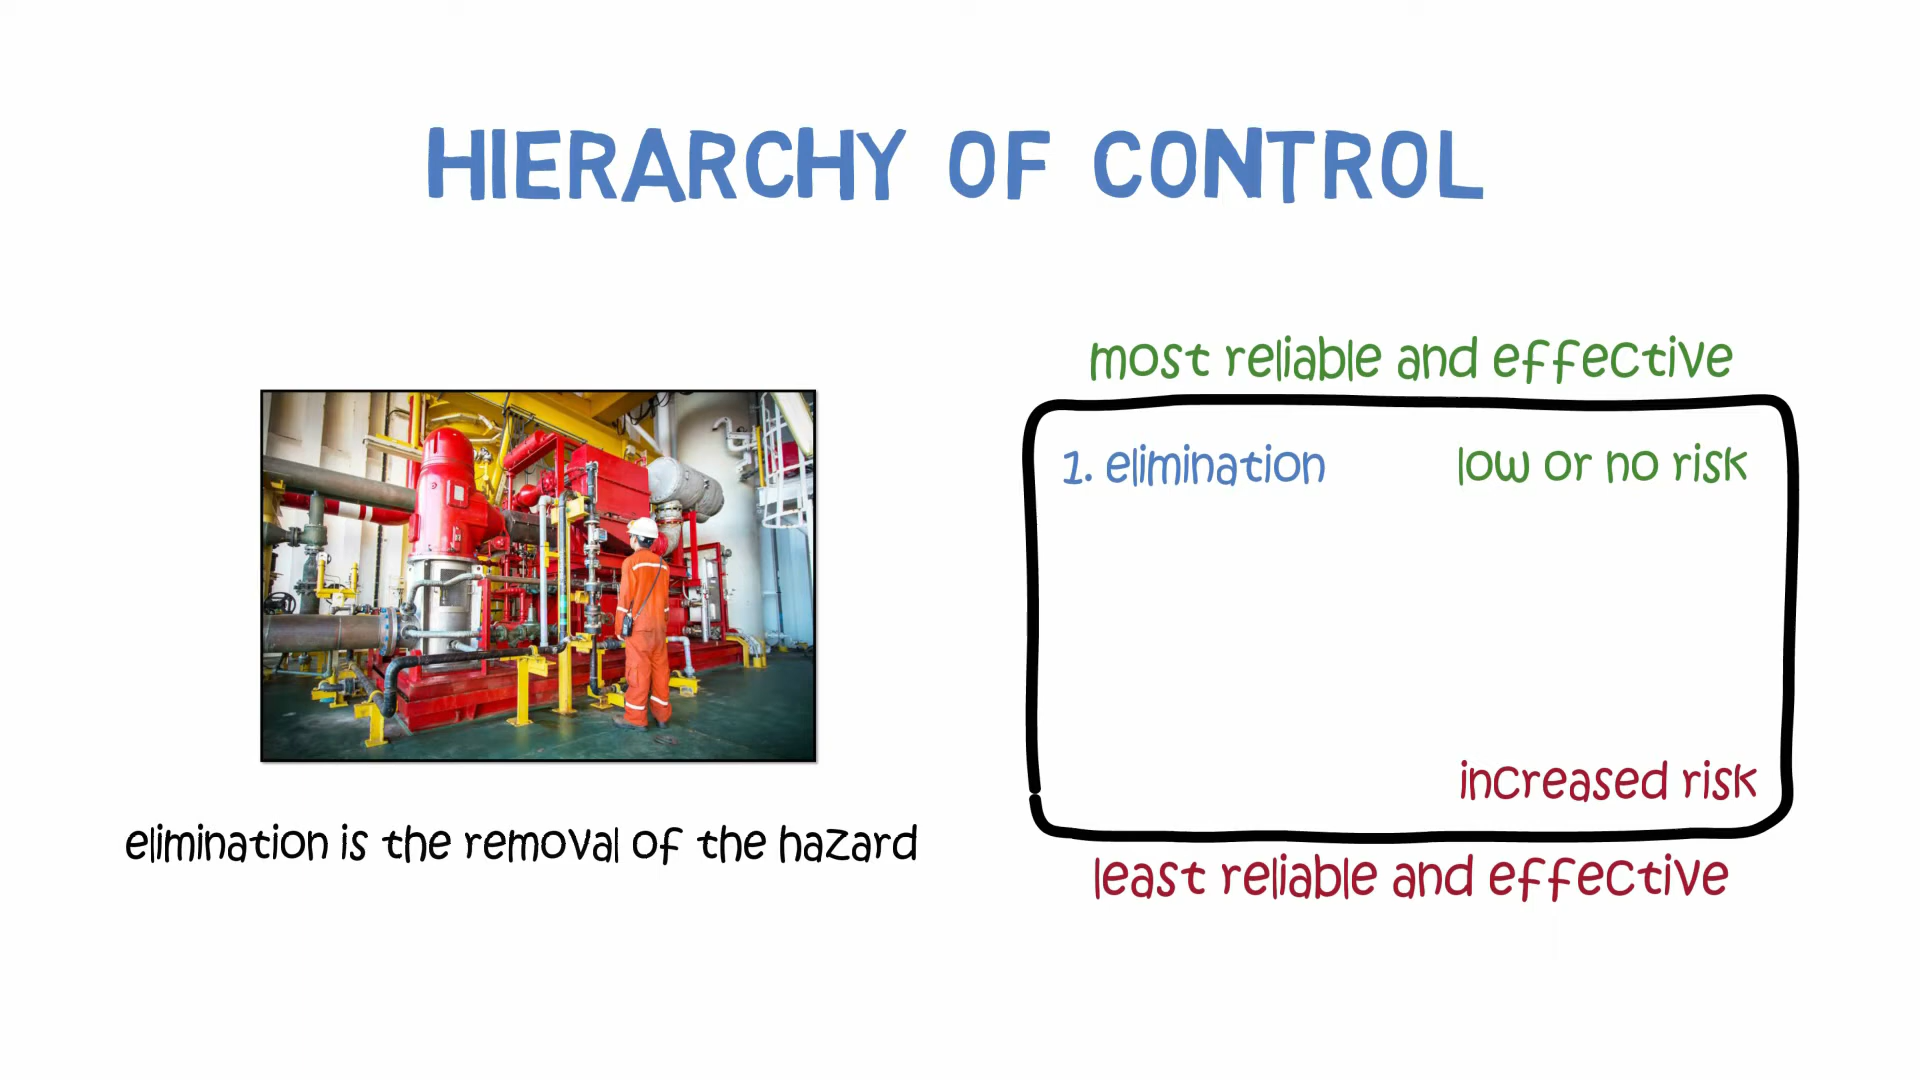 HIERARCHY OF CONTROL
most reliable and effective
1. elimination
low or no risk
increased risk
least reliable and effective
elimination is the removal of the hazard